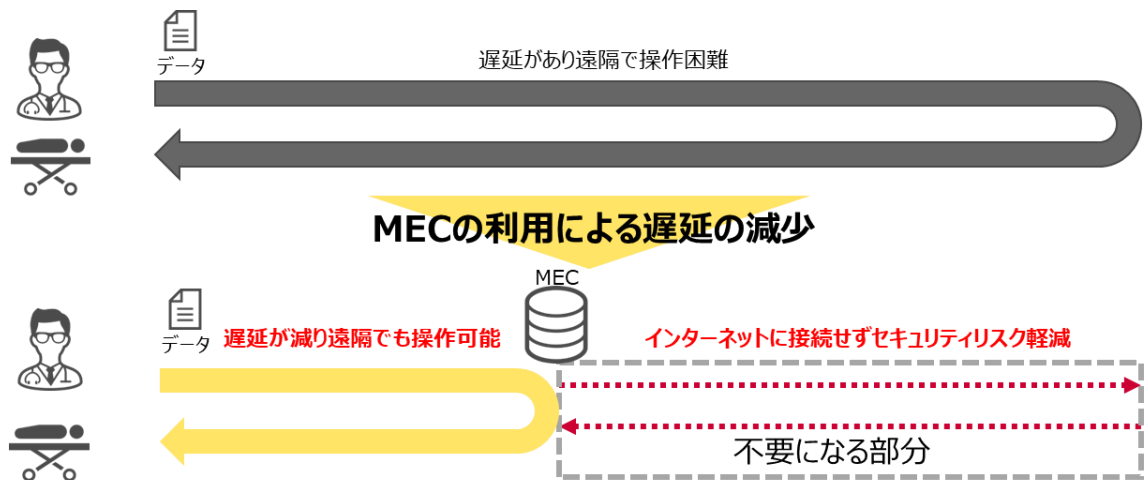 データ
遅延があり遠隔で操作困難
MECの利用による遅延の減少
MEC
データ
遅延が減り遠隔でも操作可能
インターネットに接続せずセキュリティリスク軽減
不要になる部分